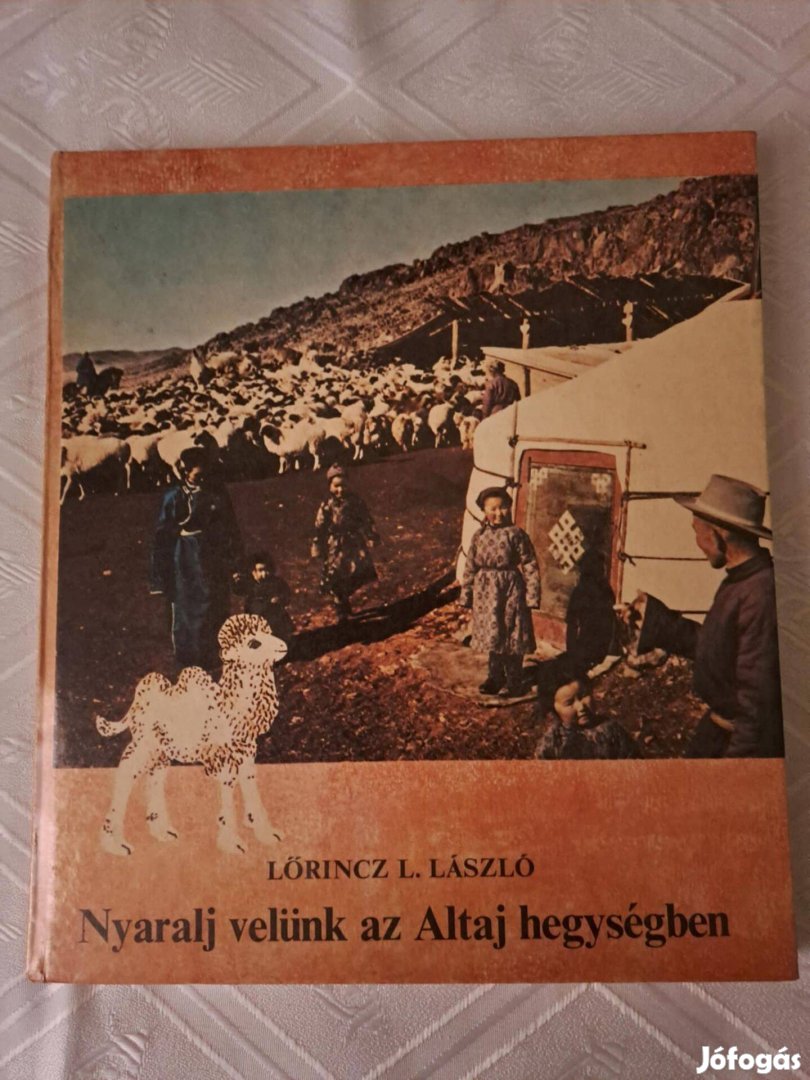 LŐRINCZ L. LÁSZLÓ
Nyaralj velünk az Altaj hegységben
Jófogás